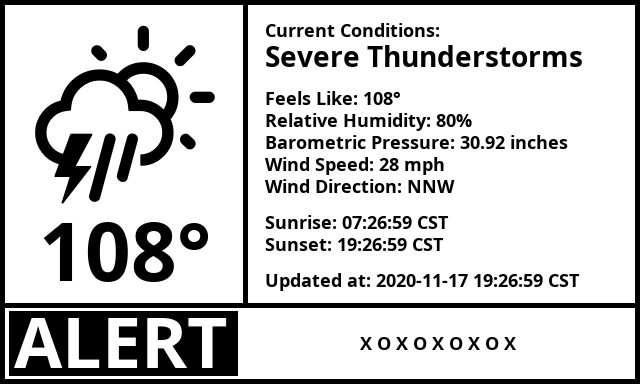 108°
Current Conditions:
Severe Thunderstorms
Feels Like: 108°
Relative Humidity: 80%
Barometric Pressure: 30.92 inches
Wind Speed: 28 mph
Wind Direction: NNW
Sunrise: 07:26:59 CST
Sunset: 19:26:59 CST
Updated at: 2020-11-17 19:26:59 CST
ALERT
X O X O X O X O X